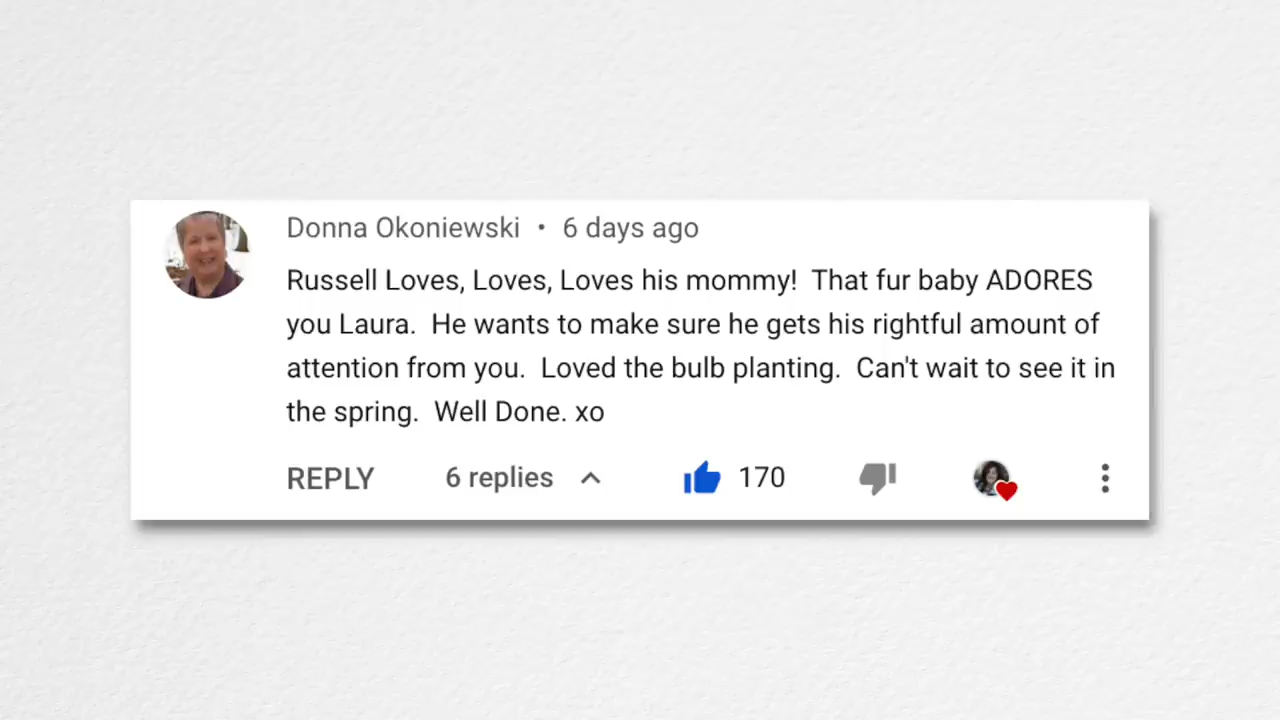 Donna Okoniewski • 6 days ago
Russell Loves, Loves, Loves his mommy!  That fur baby ADORES
you Laura.  He wants to make sure he gets his rightful amount of
attention from you.  Loved the bulb planting.  Can't wait to see it in
the spring.  Well Done. xo
REPLY 6 replies 170